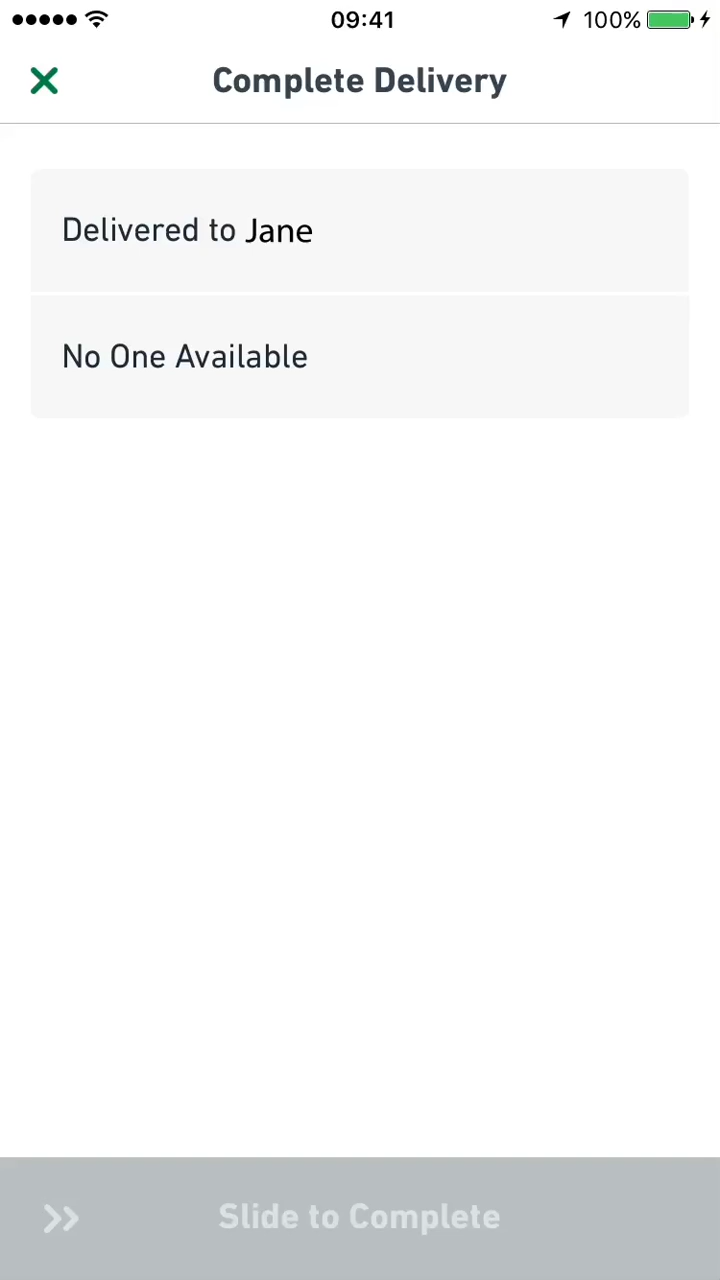 09:41
100%
Complete Delivery
Delivered to Jane
No One Available
Slide to Complete